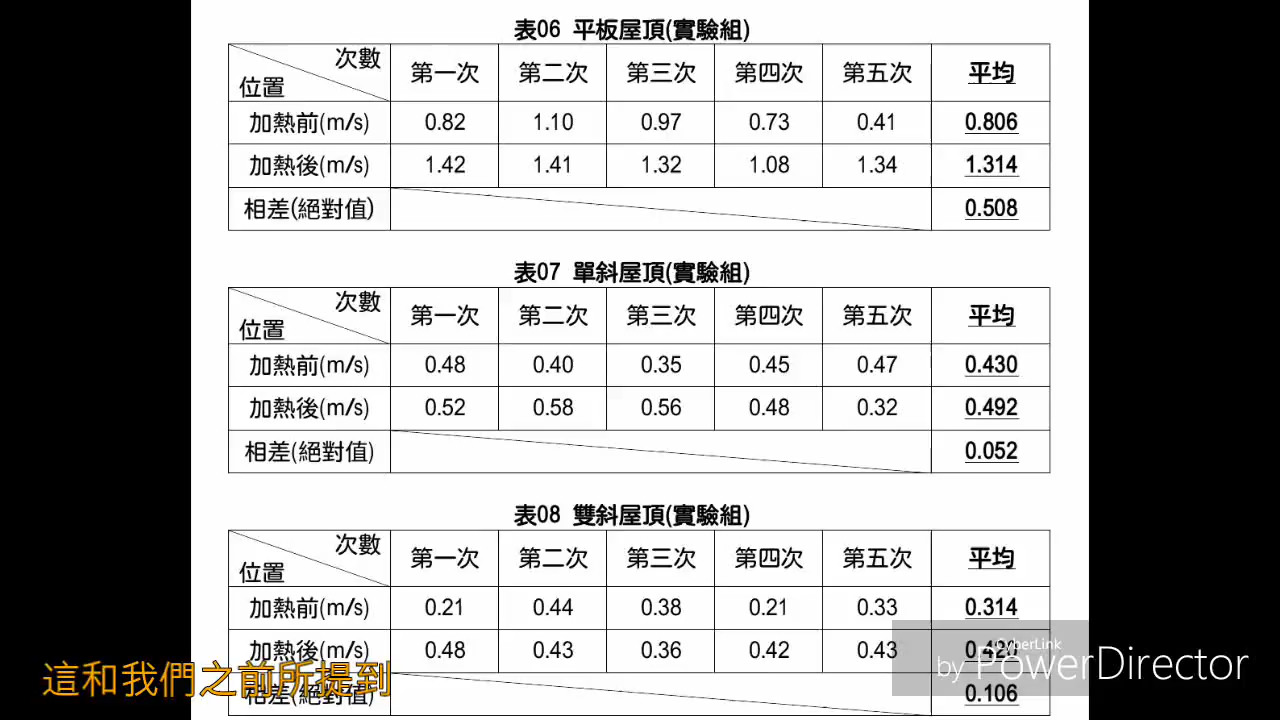 表06 平板屋頂(實驗組)
次數 位置 第一次 第二次 第三次 第四次 第五次 平均
加熱前(m/s) 0.82 1.10 0.97 0.73 0.41 0.806
加熱後(m/s) 1.42 1.41 1.32 1.08 1.34 1.314
相差(絕對值) 0.508
表07 單斜屋頂(實驗組)
次數 位置 第一次 第二次 第三次 第四次 第五次 平均
加熱前(m/s) 0.48 0.40 0.35 0.45 0.47 0.430
加熱後(m/s) 0.52 0.58 0.56 0.48 0.32 0.492
相差(絕對值) 0.052
表08 雙斜屋頂(實驗組)
次數 位置 第一次 第二次 第三次 第四次 第五次 平均
加熱前(m/s) 0.21 0.44 0.38 0.21 0.33 0.314
加熱後(m/s) 0.48 0.43 0.36 0.42 0.43
相差(絕對值) 0.106
這和我們之前所提到
CyberLink
by PowerDirector